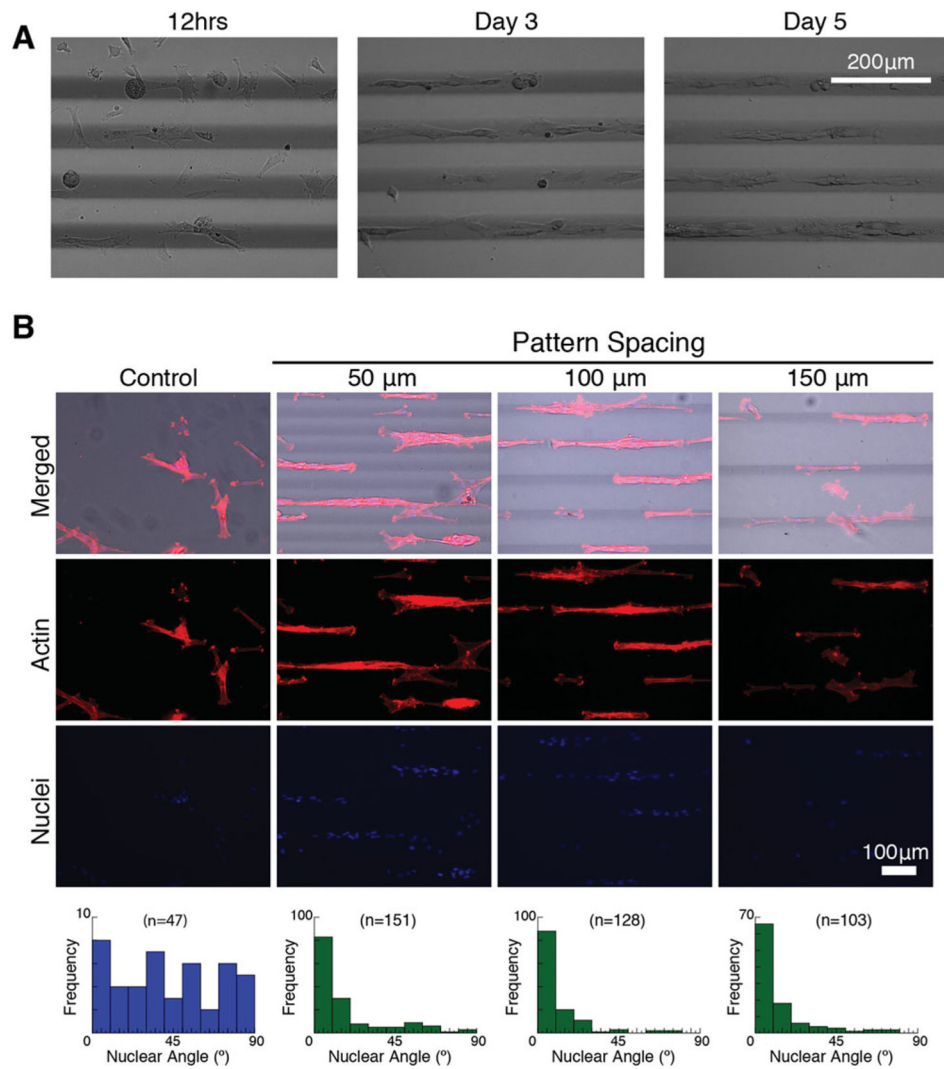 A
12hrs
Day 3
Day 5
200µm
B
Pattern Spacing
Control
50 µm
100 µm
150 µm
Merged
Actin
Nuclei
100µm
10
(n=47)
Frequency
0
0
45
90
Nuclear Angle (º)
100
(n=151)
Frequency
0
0
45
90
Nuclear Angle (º)
100
(n=128)
Frequency
0
0
45
90
Nuclear Angle (º)
70
(n=103)
Frequency
0
0
45
90
Nuclear Angle (º)